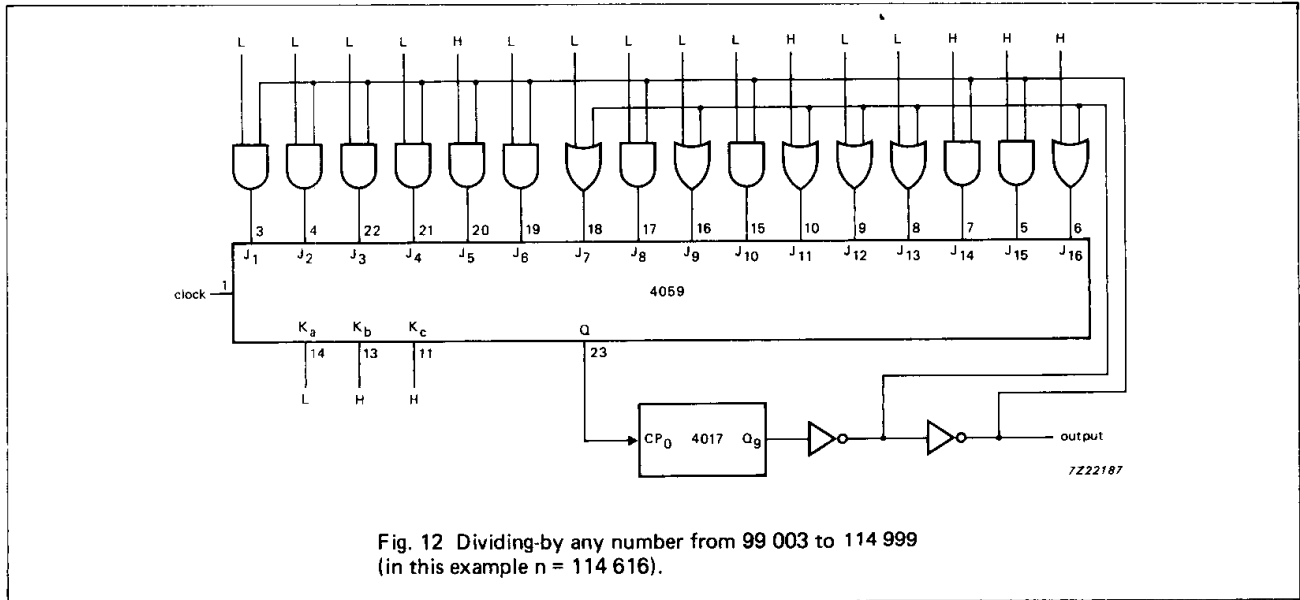 L L L L H L L L L L H L L H H H
3 4 22 21 20 19 18 17 16 15 10 9 8 7 5 6
J1 J2 J3 J4 J5 J6 J7 J8 J9 J10 J11 J12 J13 J14 J15 J16
clock 1 4059
Ka Kb Kc Q
14 13 11 23
L H H
CP0 4017 Q9 output
7Z22187
Fig. 12 Dividing-by any number from 99 003 to 114 999
(in this example n = 114 616).